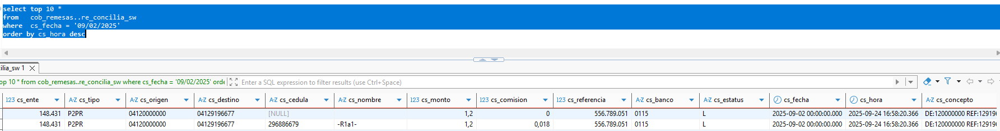 select top 10 *
from   cob_remesas..re_concilia_sw
where  cs_fecha = '09/02/2025'
order by cs_hora desc
cilia_sw 1
top 10 * from cob_remesas..re_concilia_sw where cs_fecha = '09/02/2025' orde
Enter a SQL expression to filter results (use Ctrl+Space)
123 cs_ente A-Z cs_tipo A-Z cs_origen A-Z cs_destino A-Z cs_cedula A-Z cs_nombre 123 cs_monto 123 cs_comision 123 cs_referencia A-Z cs_banco A-Z cs_estatus cs_fecha cs_hora A-Z cs_concepto
148.431 P2PR 04120000000 04129196677 [NULL] 1,2 0 556.789.051 0115 L 2025-09-02 00:00:00.000 2025-09-24 16:58:20.366 DE:120000000 REF:129196
148.431 P2PR 04120000000 04129196677 296886679 -R1a1- 1,2 0,018 556.789.051 0115 L 2025-09-02 00:00:00.000 2025-09-24 16:58:20.366 DE:120000000 REF:129196